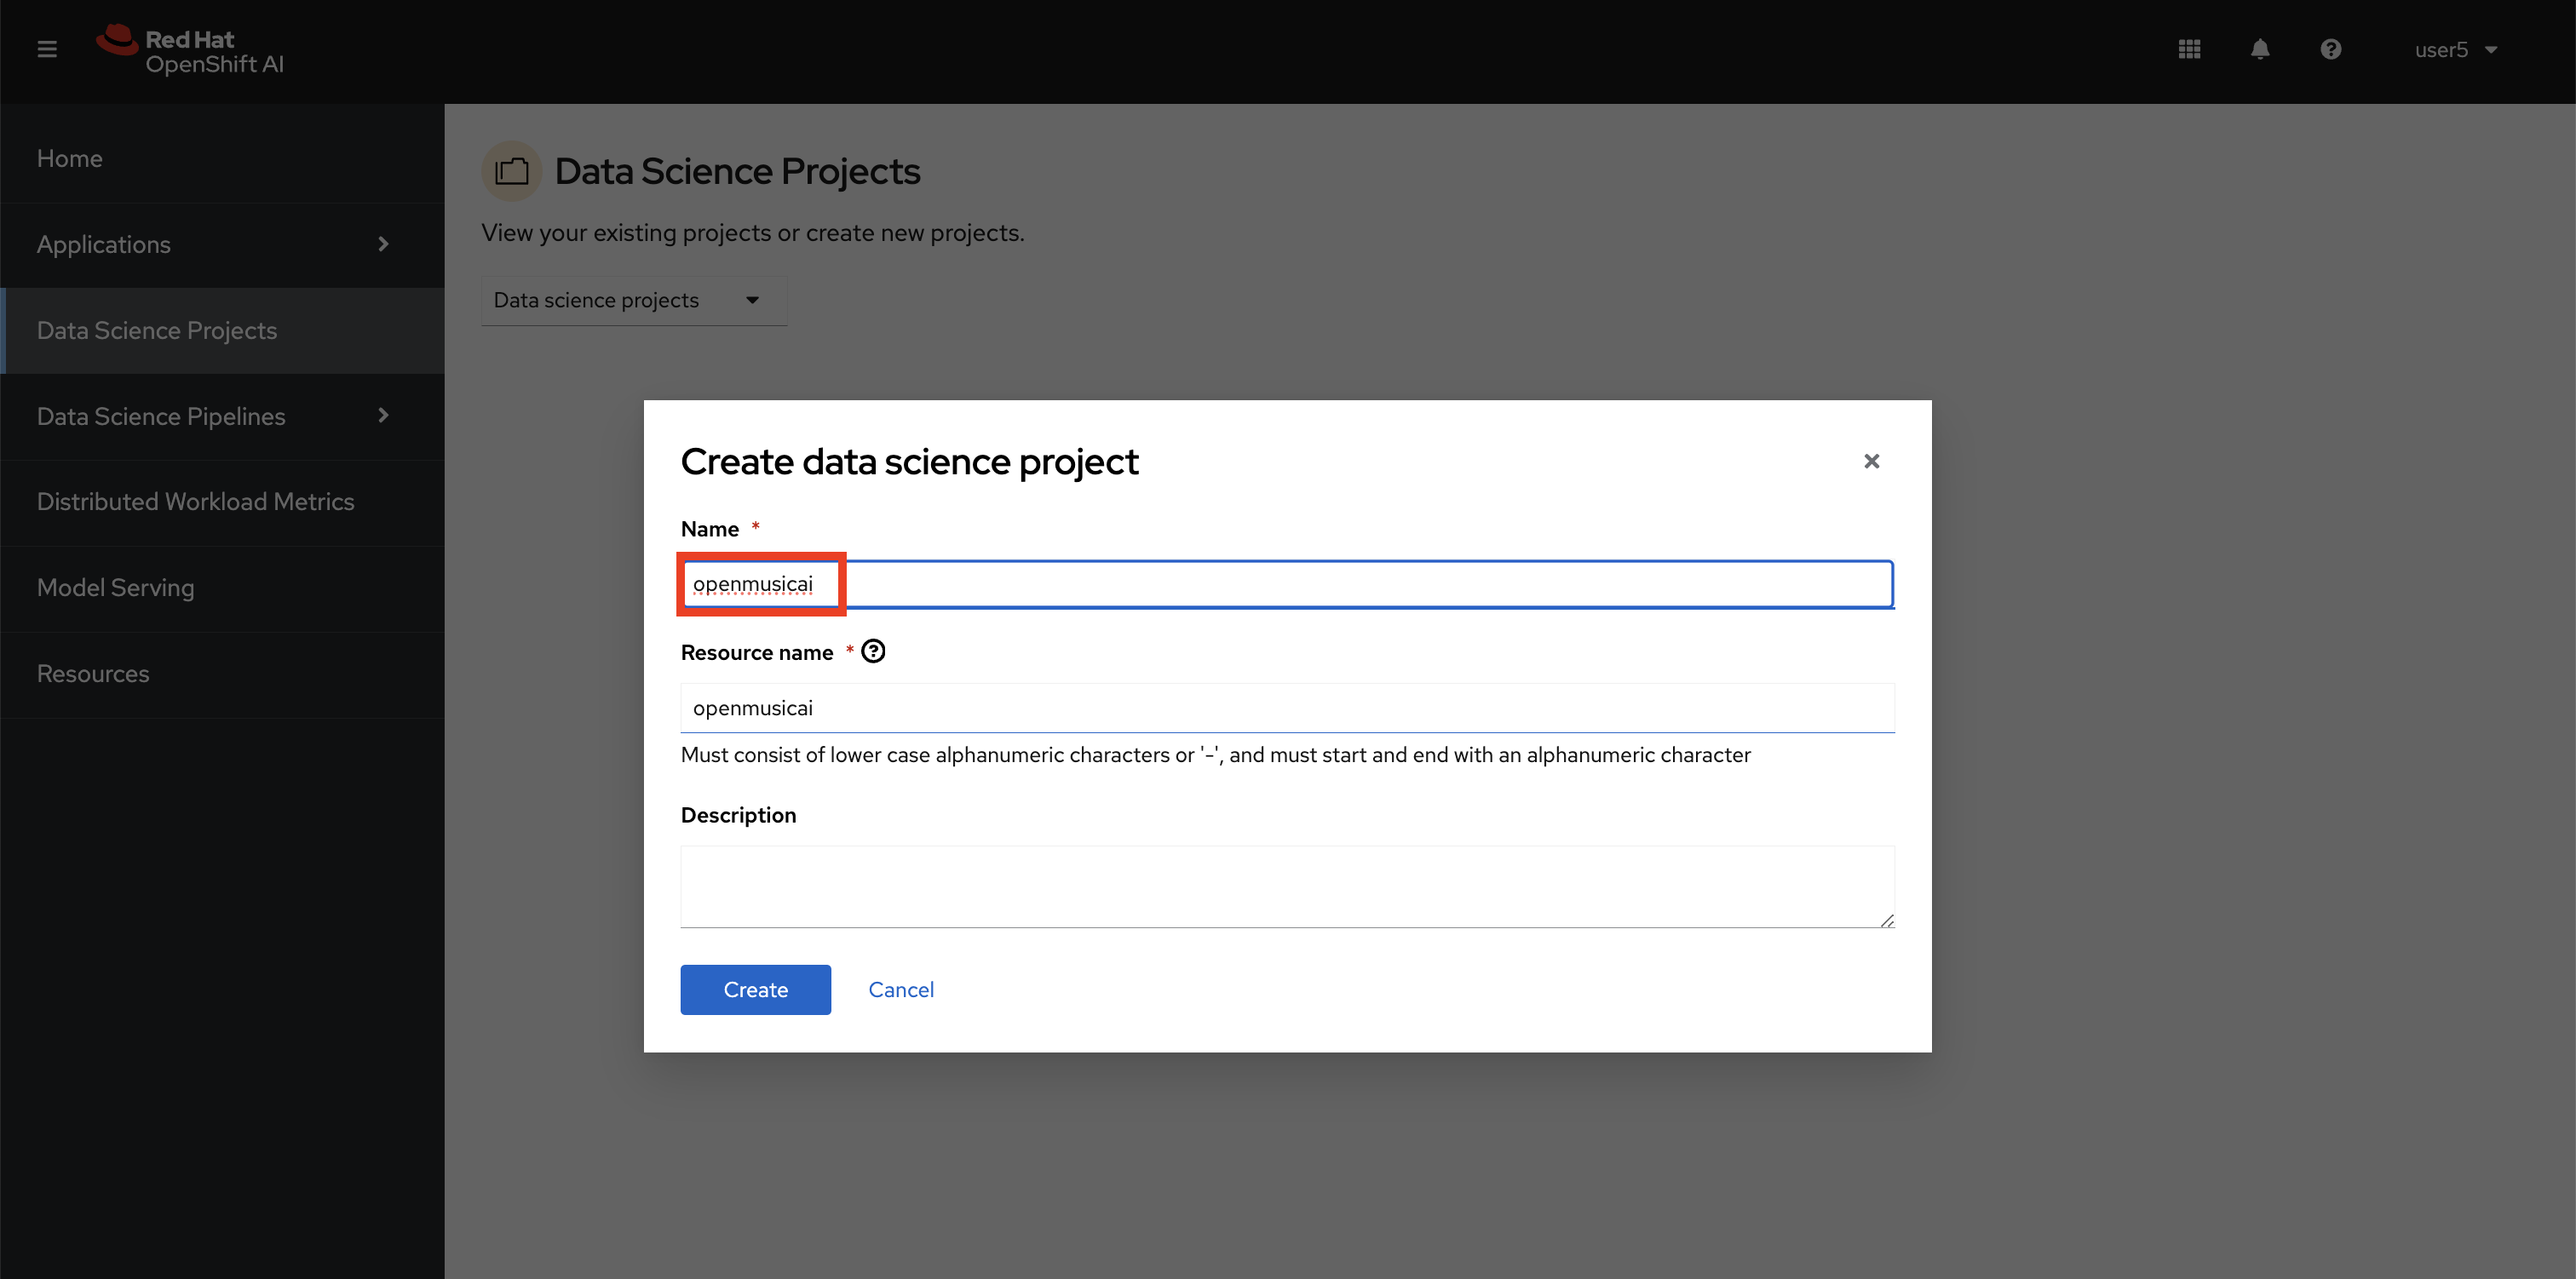 Red Hat
OpenShift AI
user5
Home
Applications
Data Science Projects
Data Science Pipelines
Distributed Workload Metrics
Model Serving
Resources
Data Science Projects
View your existing projects or create new projects.
Data science projects
Create data science project
Name *
openmusicai
Resource name *
openmusicai
Must consist of lower case alphanumeric characters or '-', and must start and end with an alphanumeric character
Description
Create
Cancel